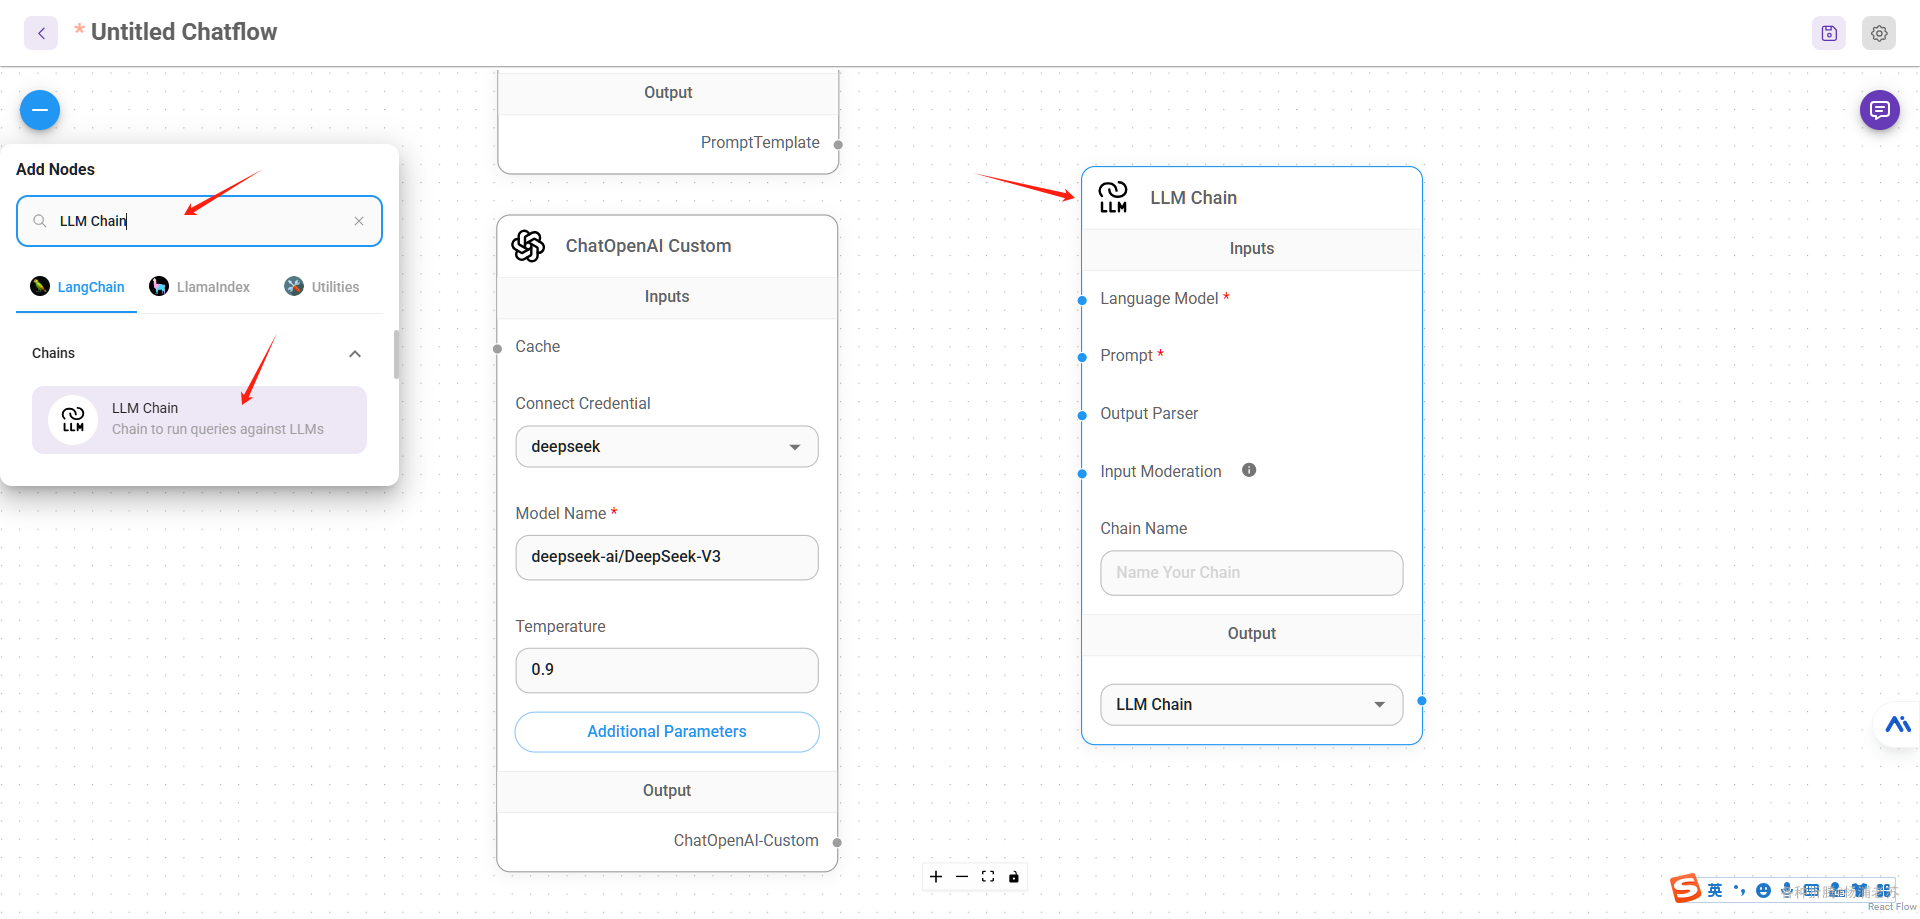 * Untitled Chatflow
Add Nodes
LLM Chain
LangChain
LlamaIndex
Utilities
Chains
LLM
LLM Chain
Chain to run queries against LLMs
Output
PromptTemplate
ChatOpenAI Custom
Inputs
Cache
Connect Credential
deepseek
Model Name *
deepseek-ai/DeepSeek-V3
Temperature
0.9
Additional Parameters
Output
ChatOpenAI-Custom
LLM
LLM Chain
Inputs
Language Model *
Prompt *
Output Parser
Input Moderation
Chain Name
Name Your Chain
Output
LLM Chain
英
React Flow